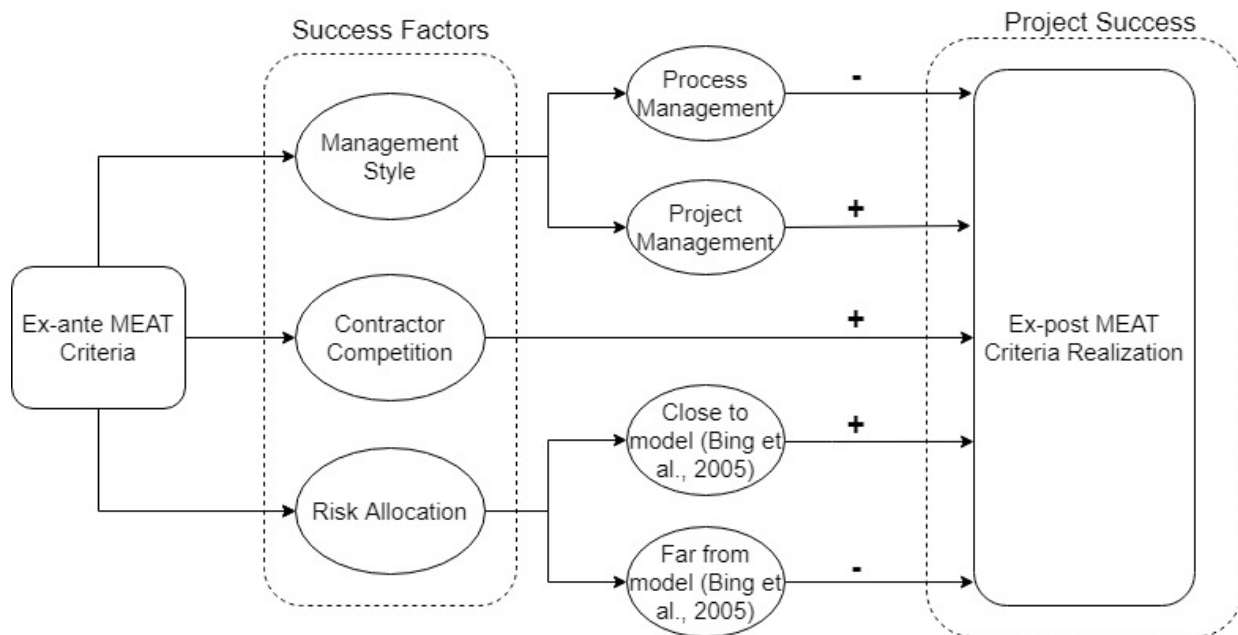 Success Factors
Project Success
Process
Management
-
Management
Style
Project
Management
+
Ex-ante MEAT
Criteria
Contractor
Competition
+
Ex-post MEAT
Criteria Realization
Close to
model (Bing et
al., 2005)
+
Risk Allocation
Far from
model (Bing et
al., 2005)
-